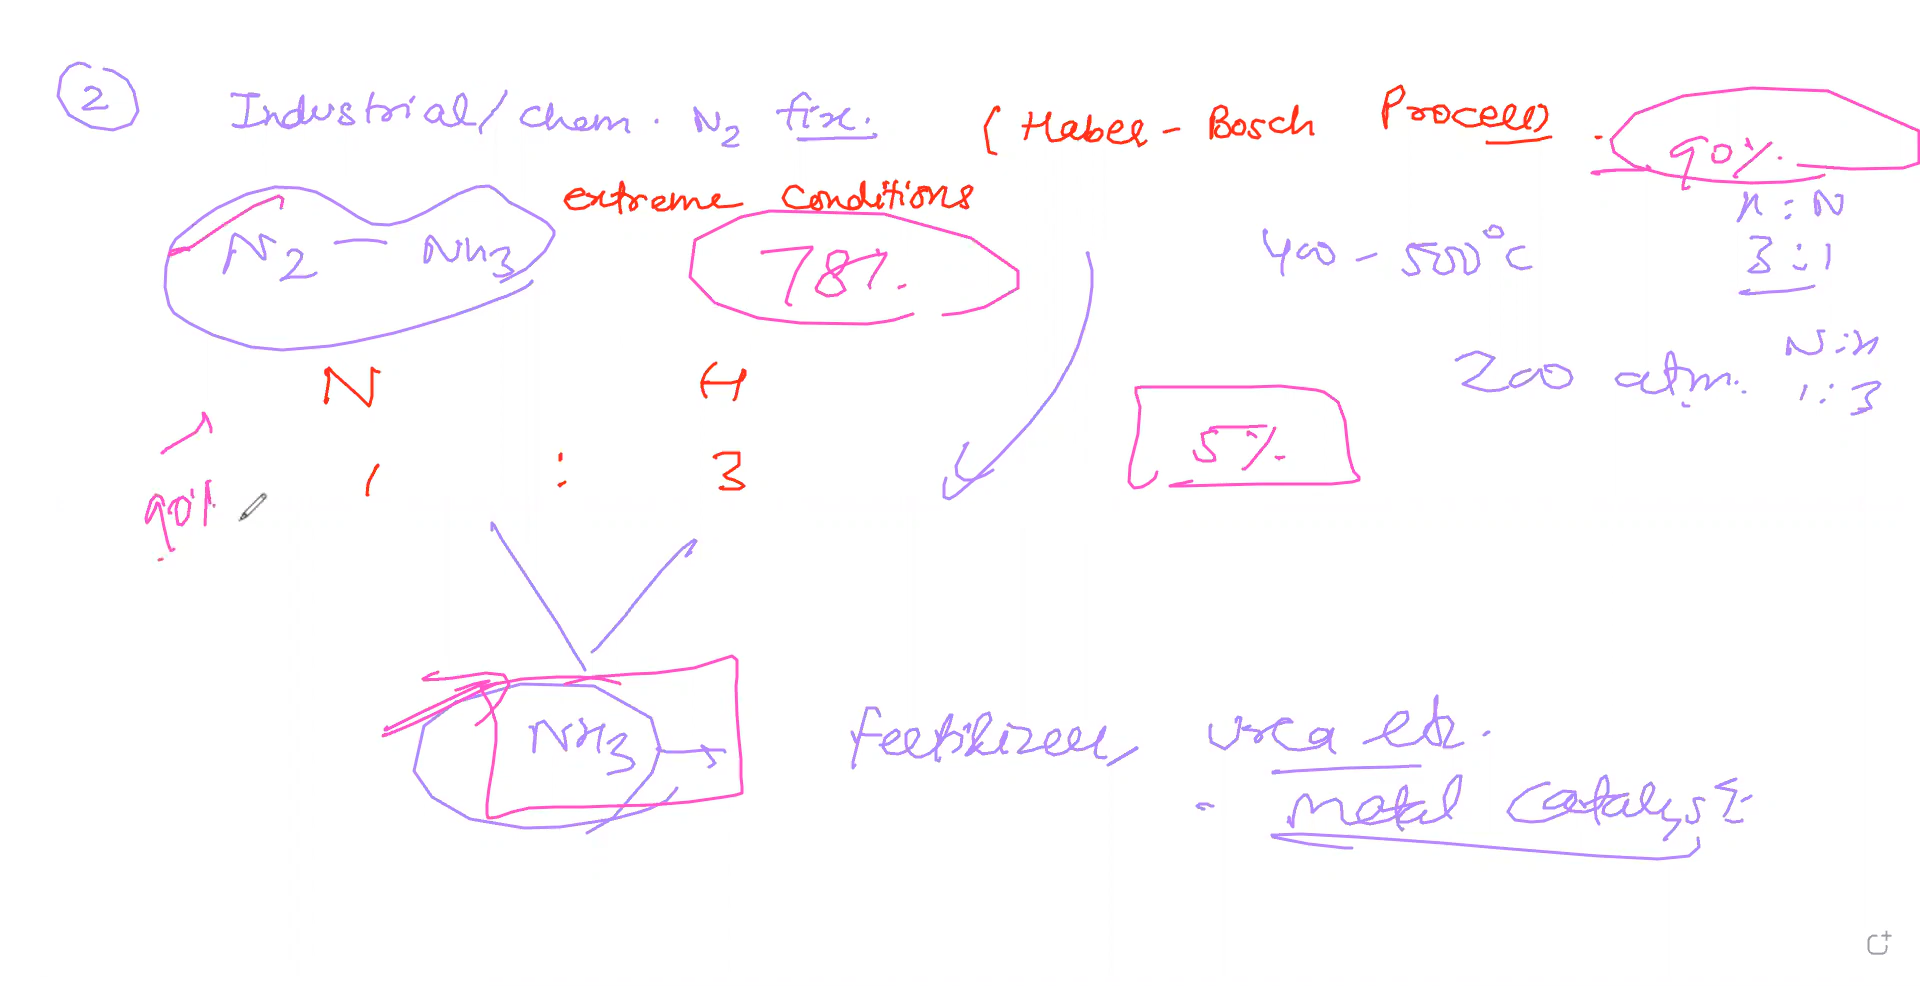 2 Industrial/chem. N2 fix. (Haber-Bosch Process) . 90%.
extreme conditions
H : N
N2 — NH3 78%. 400 - 500°C 3 : 1
N : H
N H 200 atm. 1 : 3
1 : 3 5%.
90%
NH3 → Fertilizer, urea etc.
- metal catalyst